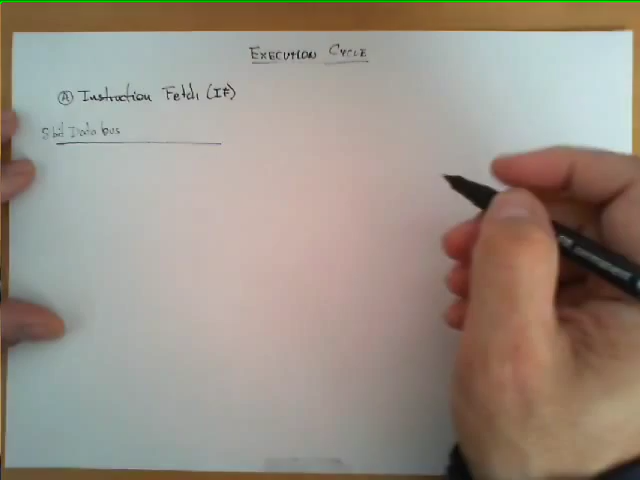 EXECUTION CYCLE
Ⓐ Instruction Fetch (IF)
8 bit Data bus